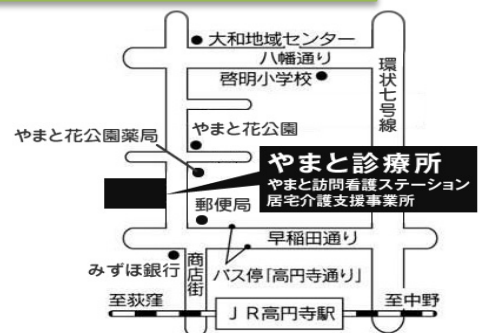 大和地域センター
八幡通り
啓明小学校
環状七号線
やまと花公園
やまと花公園薬局
やまと診療所
やまと訪問看護ステーション
居宅介護支援事業所
郵便局
早稲田通り
みずほ銀行
商店街
バス停「高円寺通り」
至荻窪
JR高円寺駅
至中野